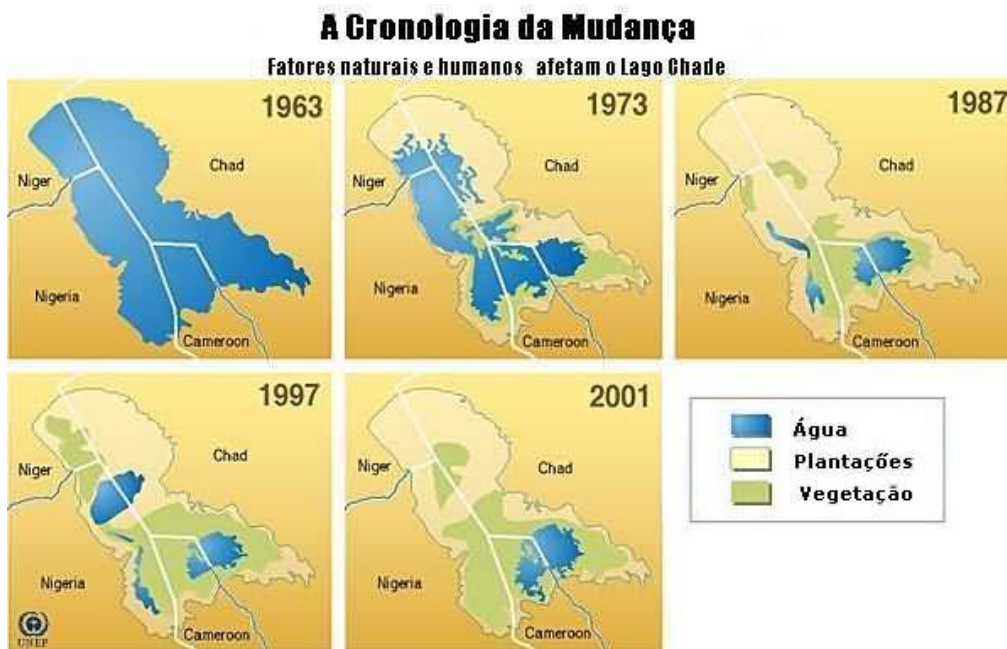 A Cronologia da Mudança
Fatores naturais e humanos afetam o Lago Chade
1963
Niger
Chad
Nigeria
Cameroon
1973
Niger
Chad
Nigeria
Cameroon
1987
Niger
Chad
Nigeria
Cameroon
1997
Niger
Chad
Nigeria
Cameroon
UNEP
2001
Niger
Chad
Nigeria
Cameroon
Água
Plantações
Vegetação